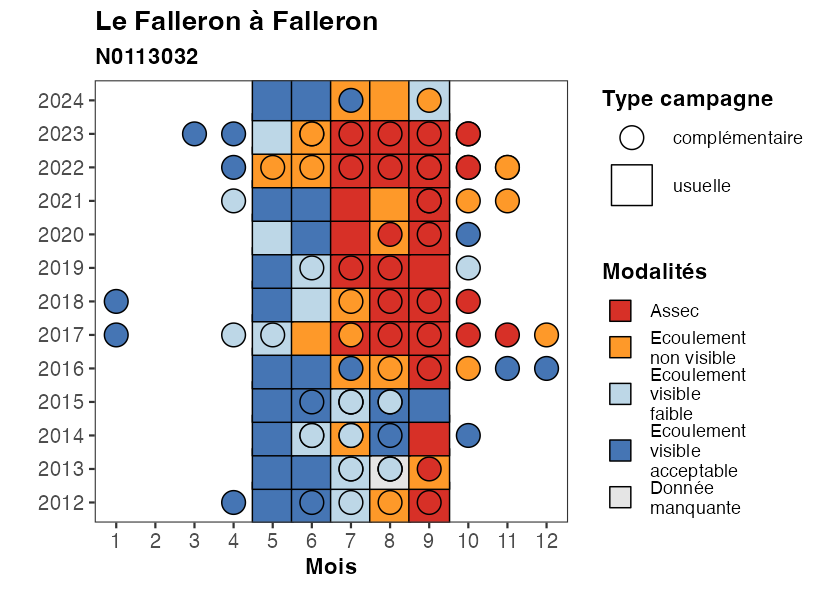 Le Falleron à Falleron
N0113032
2024
2023
2022
2021
2020
2019
2018
2017
2016
2015
2014
2013
2012
1 2 3 4 5 6 7 8 9 10 11 12
Mois
Type campagne
complémentaire
usuelle
Modalités
Assec
Ecoulement
non visible
Ecoulement
visible
faible
Ecoulement
visible
acceptable
Donnée
manquante